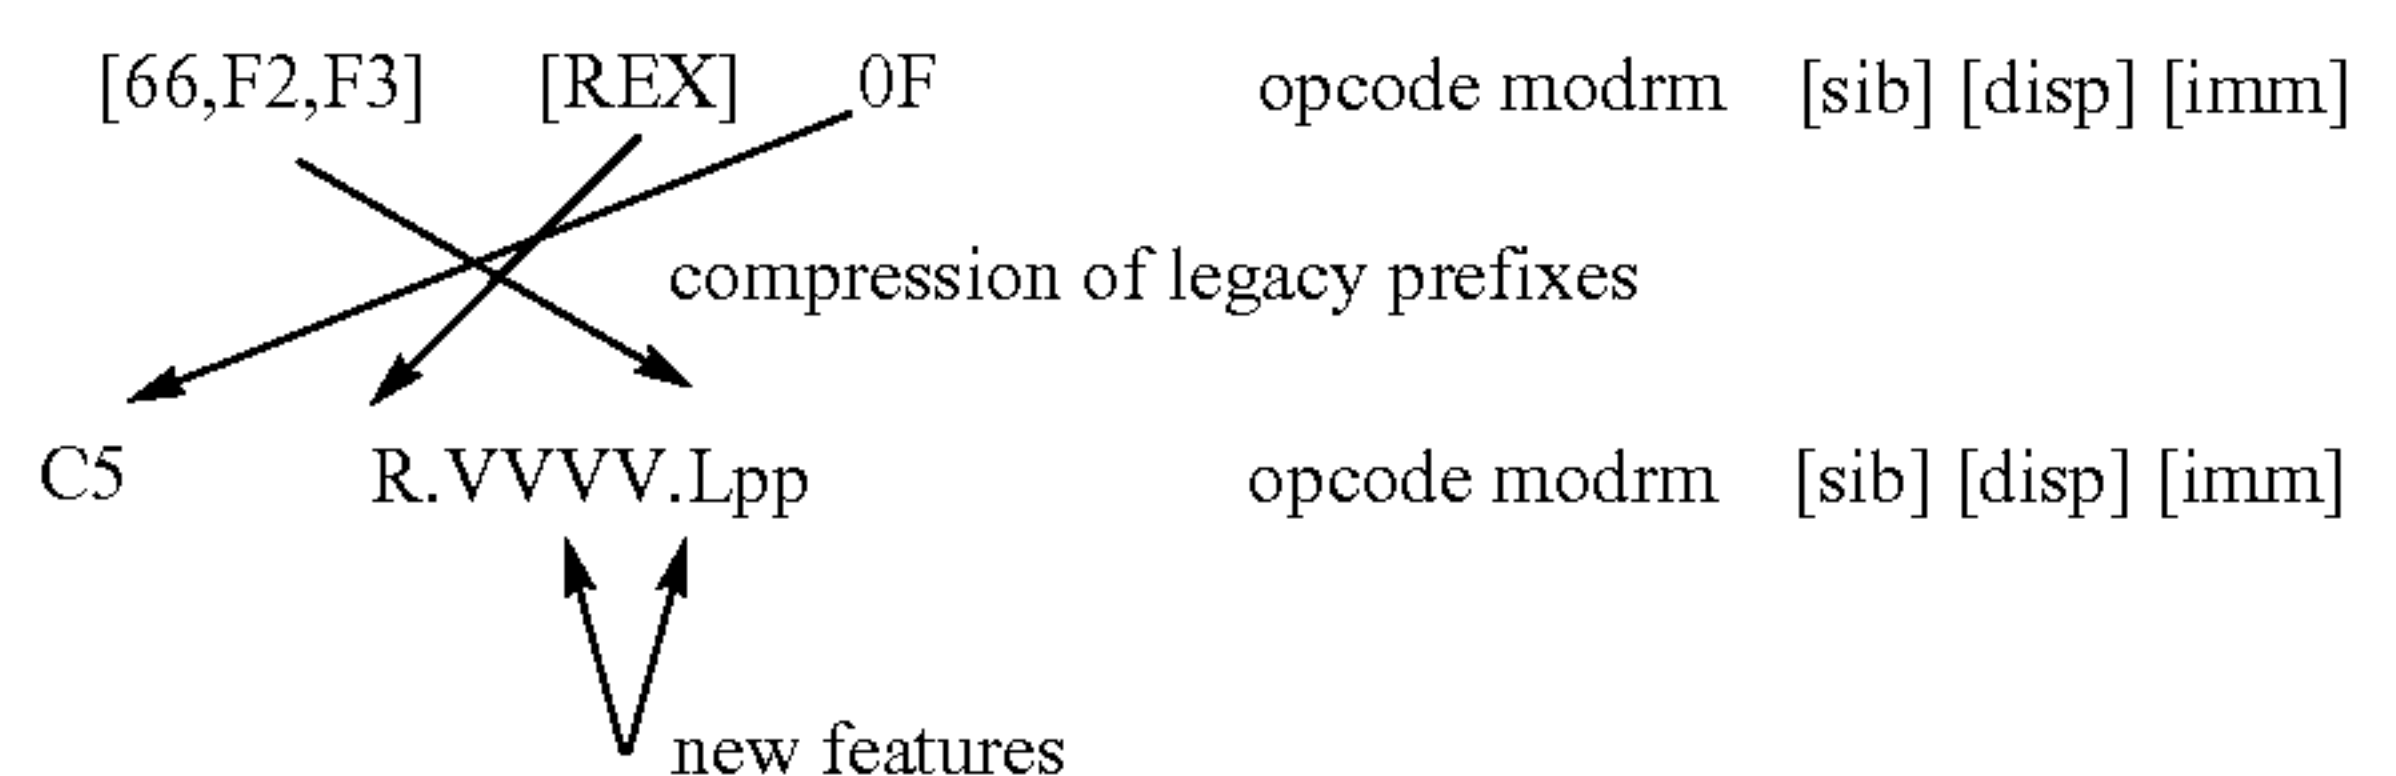 [66,F2,F3] [REX] 0F opcode modrm [sib] [disp] [imm]
compression of legacy prefixes
C5 R.VVVV.Lpp opcode modrm [sib] [disp] [imm]
new features